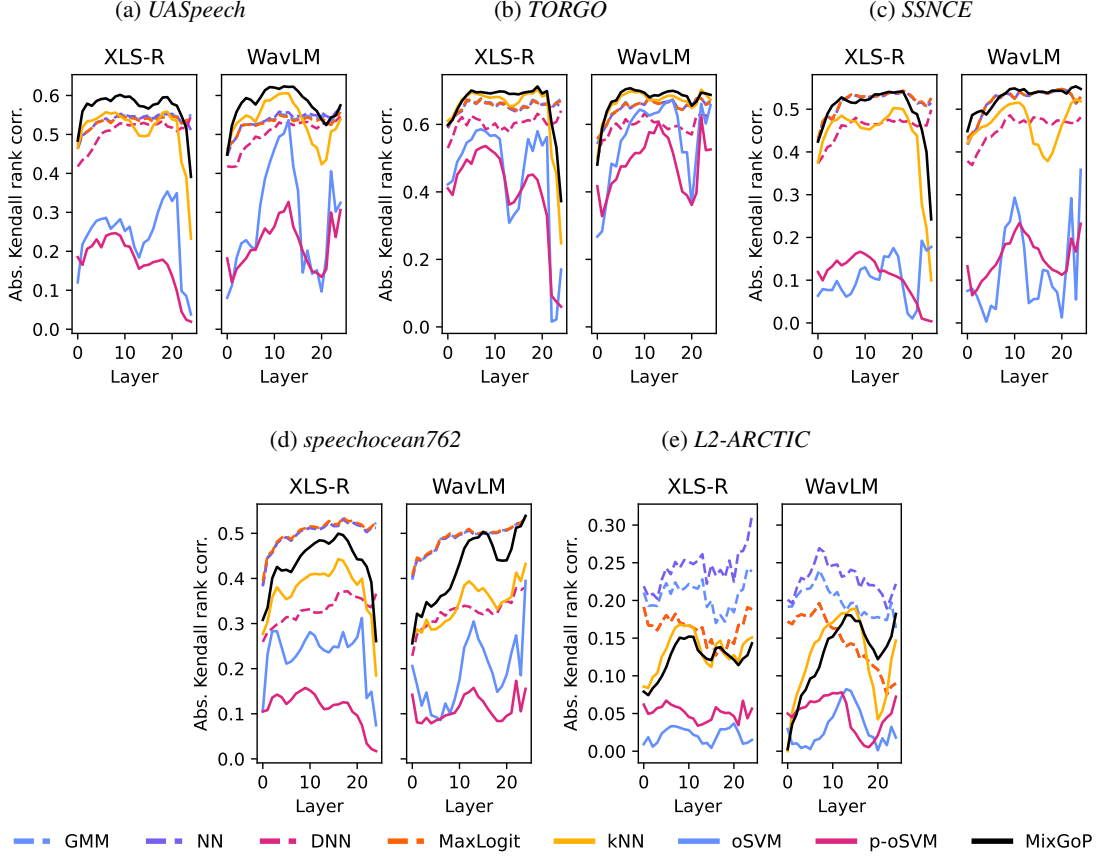 (a) UASpeech
(b) TORGO
(c) SSNCE
XLS-R
WavLM
XLS-R
WavLM
XLS-R
WavLM
Abs. Kendall rank corr.
0.6
0.5
0.4
0.3
0.2
0.1
0.0
0
10
20
0
10
20
Layer
Layer
Abs. Kendall rank corr.
0.6
0.4
0.2
0.0
0
10
20
0
10
20
Layer
Layer
Abs. Kendall rank corr.
0.5
0.4
0.3
0.2
0.1
0.0
0
10
20
0
10
20
Layer
Layer
(d) speechocean762
(e) L2-ARCTIC
XLS-R
WavLM
XLS-R
WavLM
Abs. Kendall rank corr.
0.5
0.4
0.3
0.2
0.1
0.0
0
10
20
0
10
20
Layer
Layer
Abs. Kendall rank corr.
0.30
0.25
0.20
0.15
0.10
0.05
0.00
0
10
20
0
10
20
Layer
Layer
GMM NN DNN MaxLogit kNN oSVM p-oSVM MixGoP